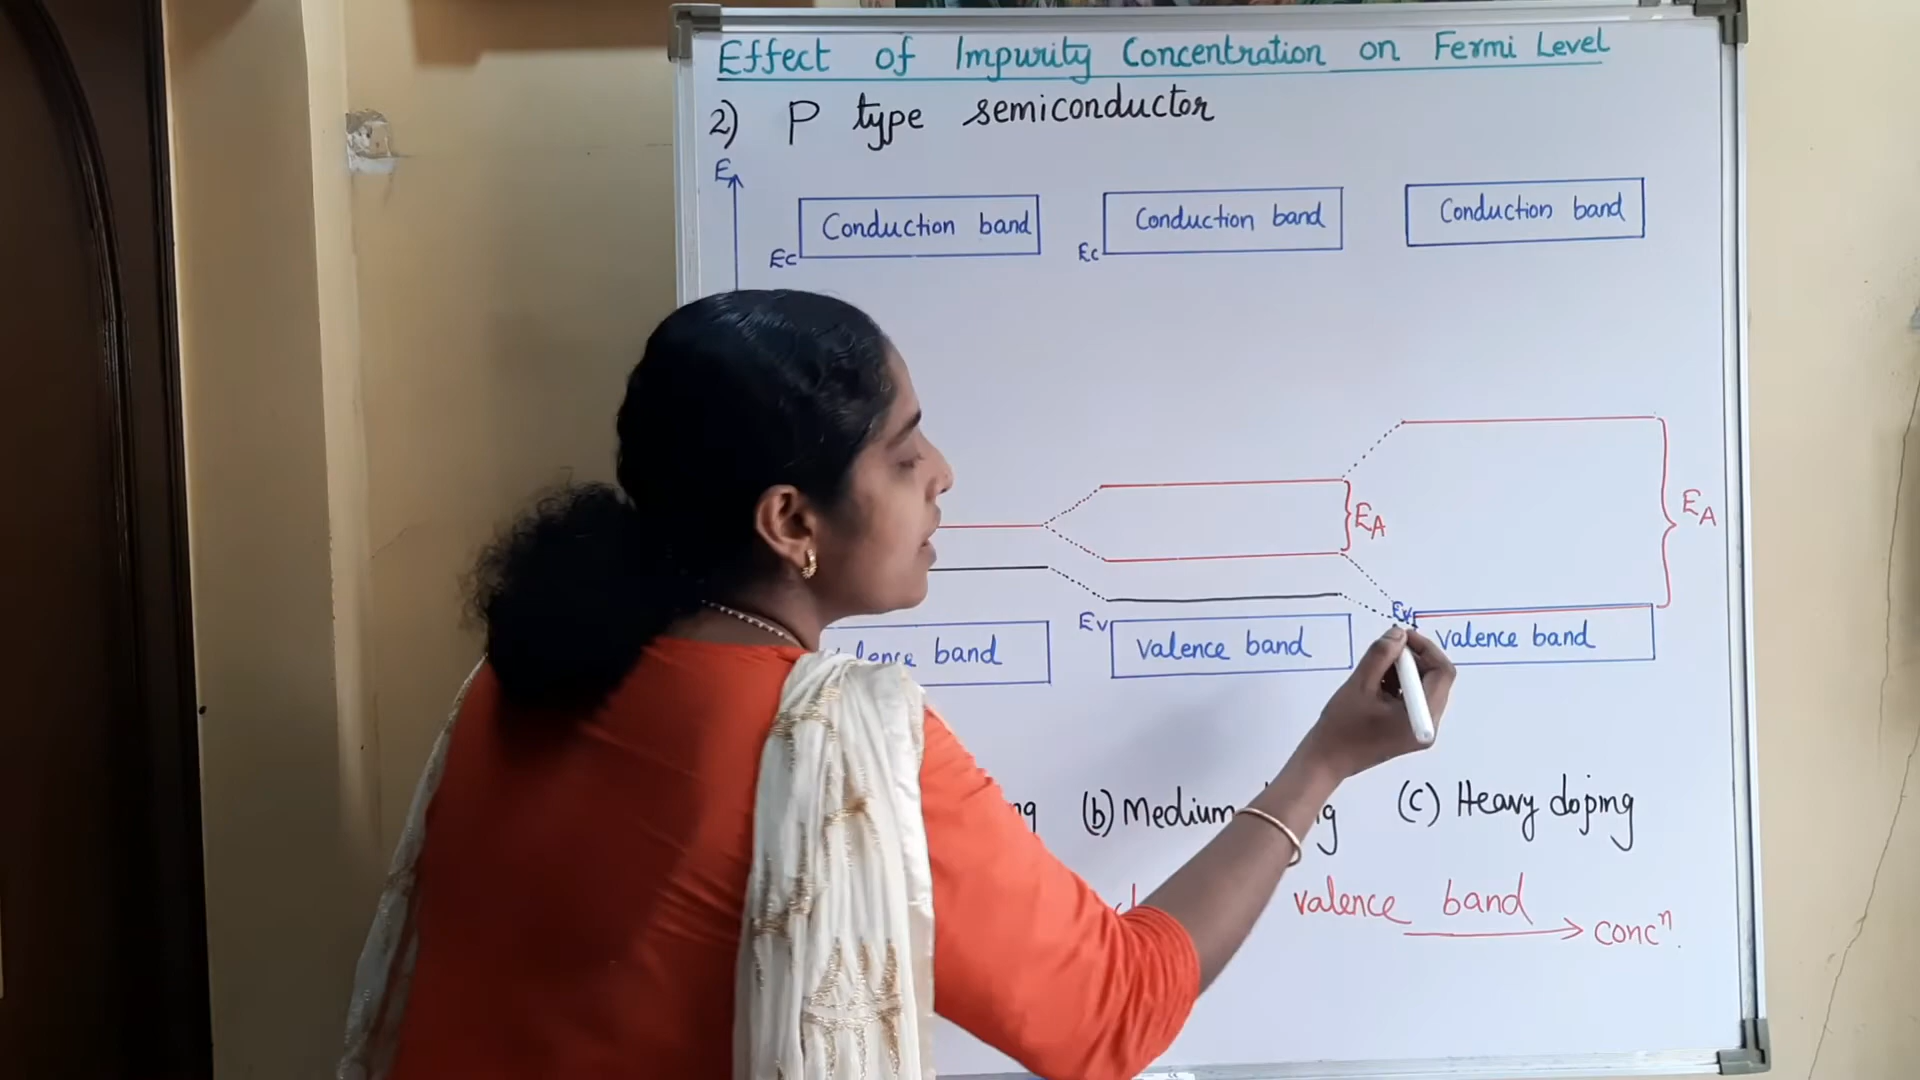 Effect of Impurity Concentration on Fermi Level
2) P type semiconductor
E
Conduction band
Conduction band
Conduction band
Ec
Ec
EA
EA
Ev
band
Valence band
Valence band
(b) Medium
(C) Heavy doping
valence band
concⁿ.